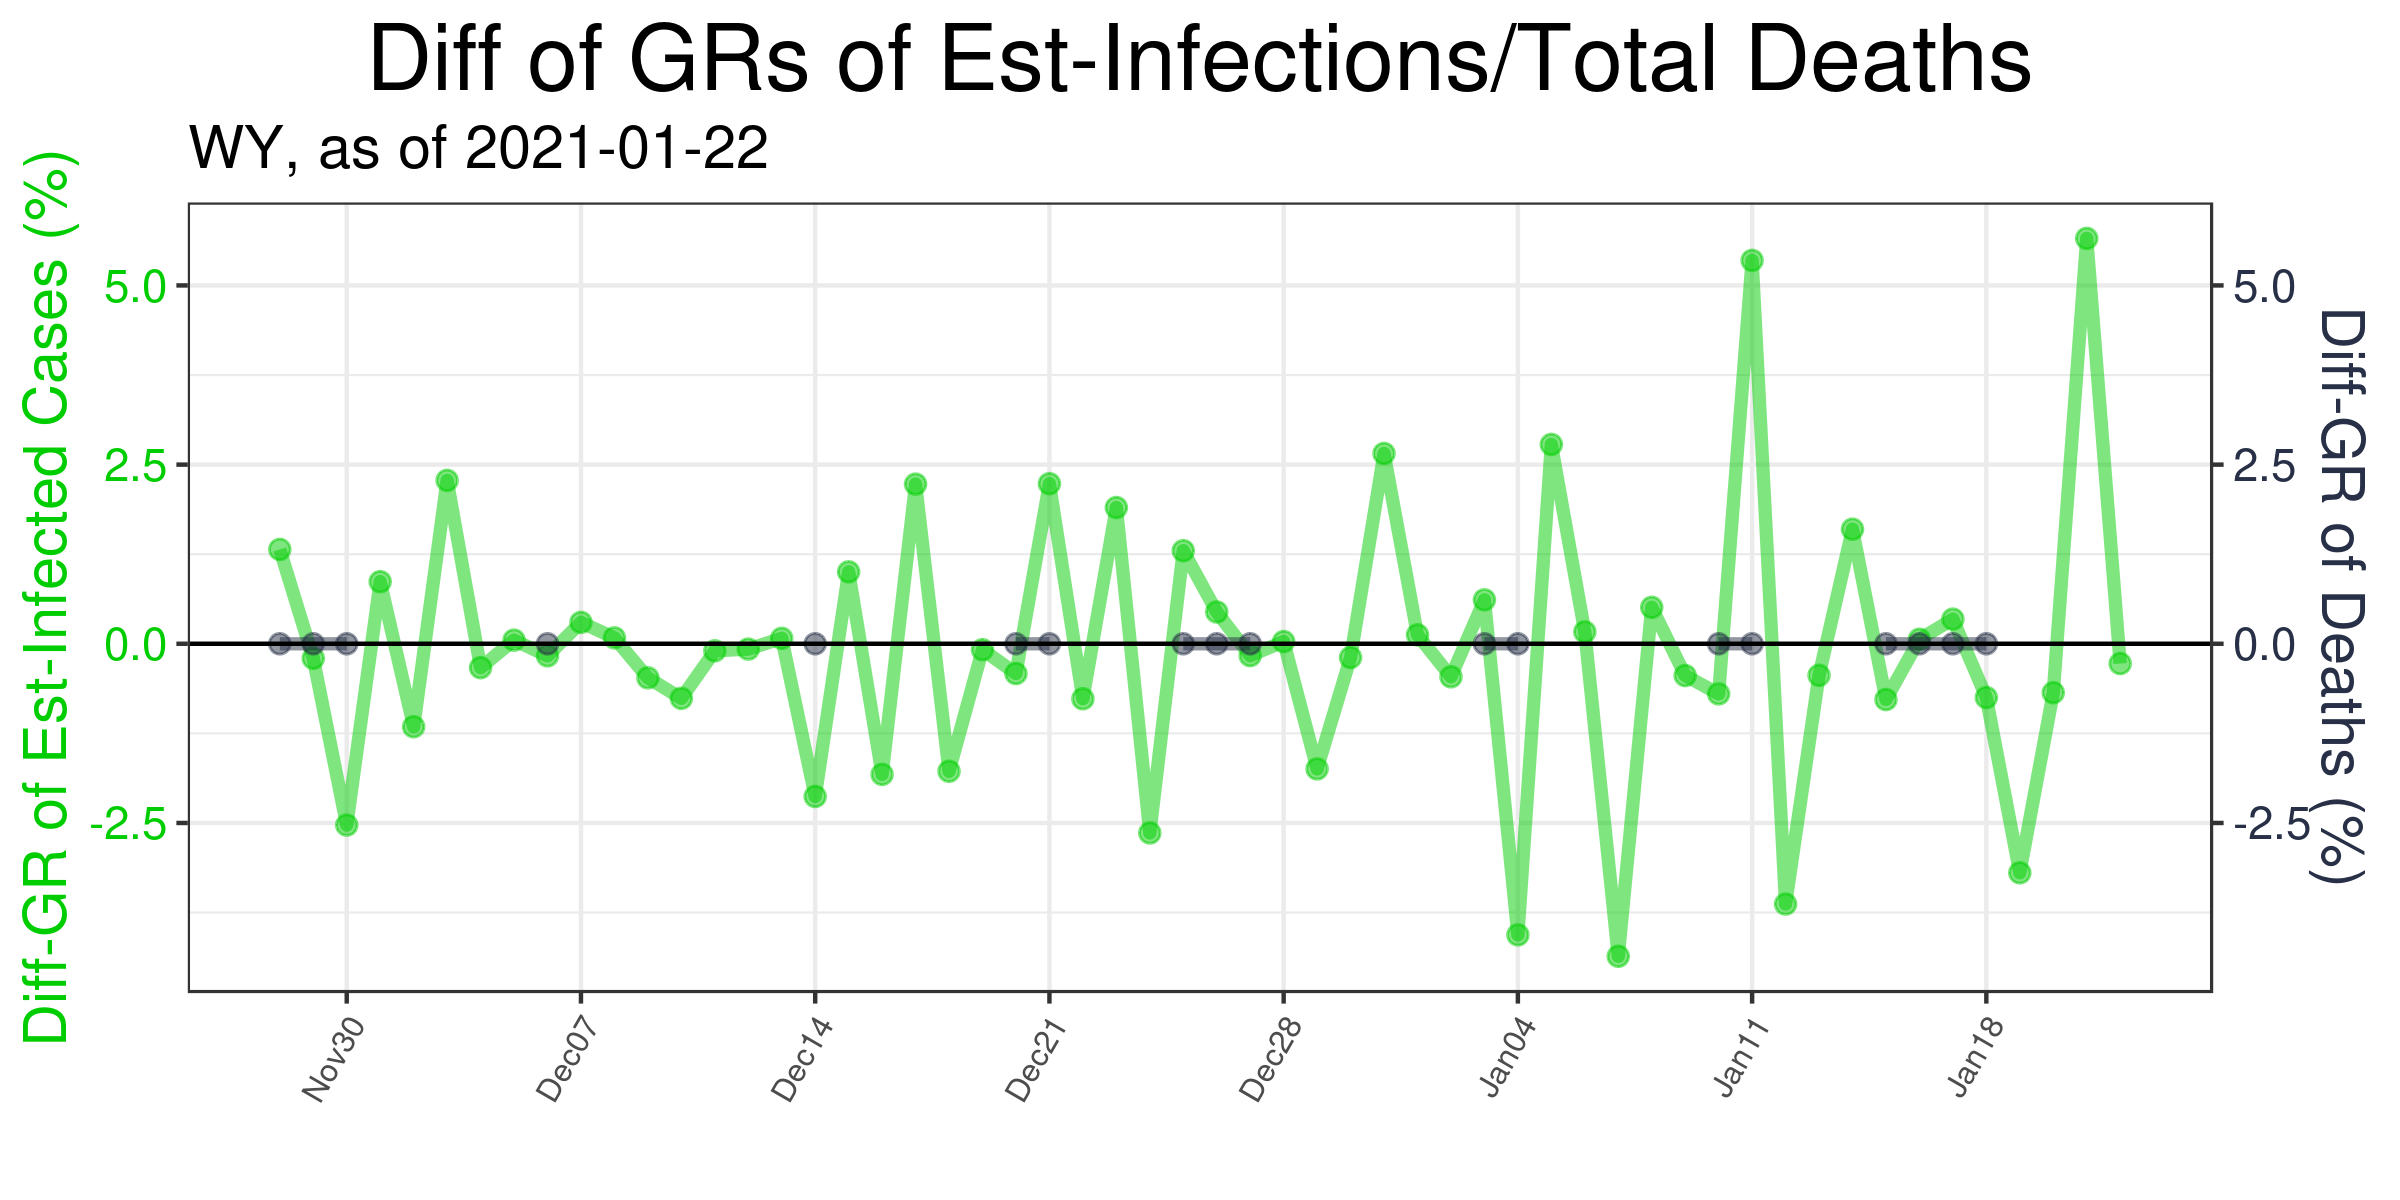 Diff of GRs of Est-Infections/Total Deaths
WY, as of 2021-01-22
Diff-GR of Est-Infected Cases (%)
5.0
2.5
0.0
-2.5
5.0
2.5
0.0
-2.5
Diff-GR of Deaths (%)
Nov30
Dec07
Dec14
Dec21
Dec28
Jan04
Jan11
Jan18